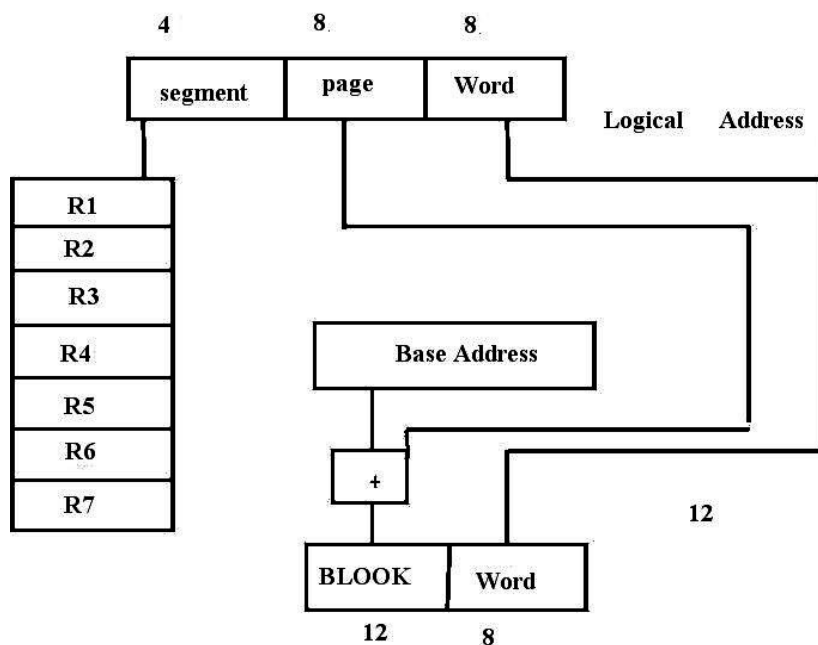 4 8 8
segment page Word
Logical Address
R1
R2
R3
R4
R5
R6
R7
Base Address
+
12
BLOOK Word
12 8